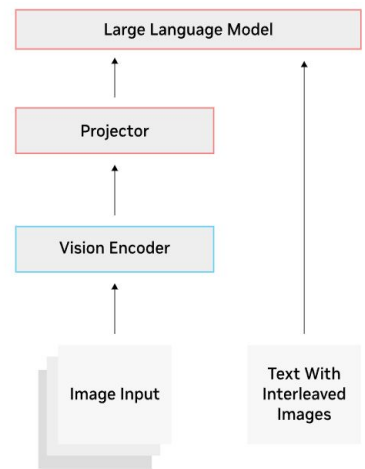 Large Language Model
Projector
Vision Encoder
Image Input
Text With
Interleaved
Images